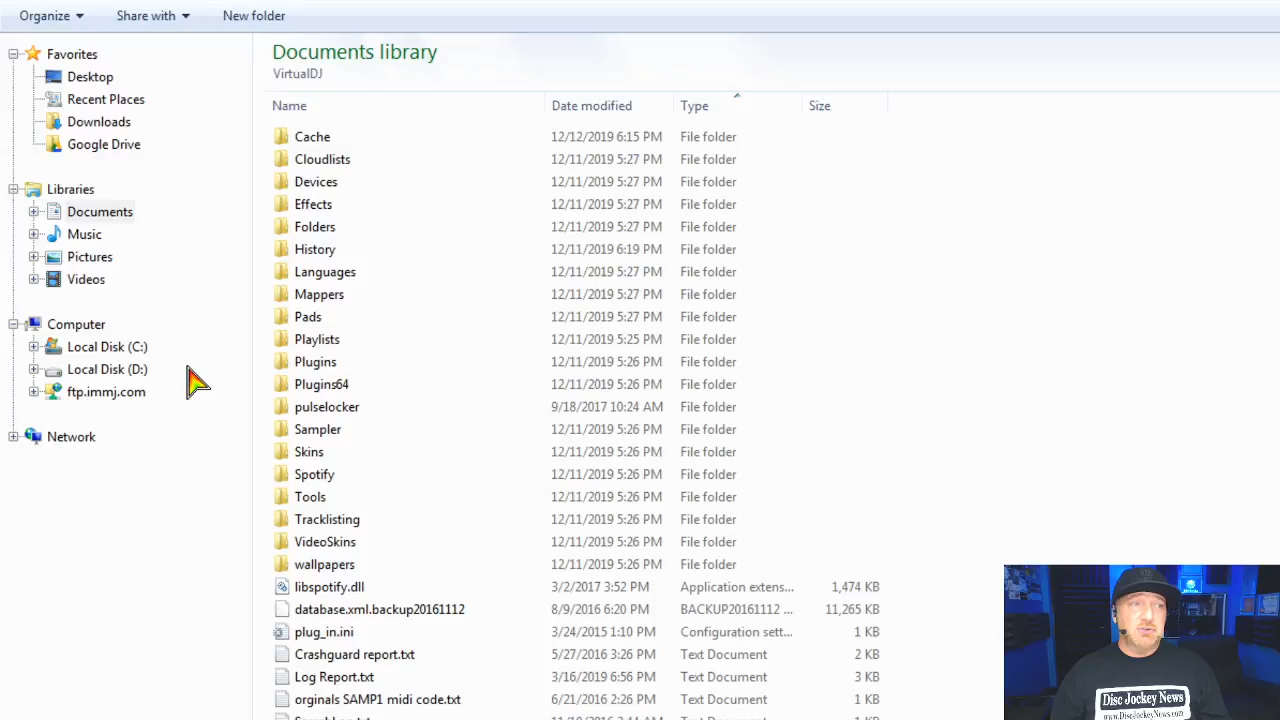 Organize Share with New folder
Favorites
Desktop
Recent Places
Downloads
Google Drive
Libraries
Documents
Music
Pictures
Videos
Computer
Local Disk (C:)
Local Disk (D:)
ftp.immj.com
Network
Documents library
VirtualDJ
Name Date modified Type Size
Cache 12/12/2019 6:15 PM File folder
Cloudlists 12/11/2019 5:27 PM File folder
Devices 12/11/2019 5:27 PM File folder
Effects 12/11/2019 5:27 PM File folder
Folders 12/11/2019 5:27 PM File folder
History 12/11/2019 6:19 PM File folder
Languages 12/11/2019 5:27 PM File folder
Mappers 12/11/2019 5:27 PM File folder
Pads 12/11/2019 5:27 PM File folder
Playlists 12/11/2019 5:25 PM File folder
Plugins 12/11/2019 5:26 PM File folder
Plugins64 12/11/2019 5:26 PM File folder
pulselocker 9/18/2017 10:24 AM File folder
Sampler 12/11/2019 5:26 PM File folder
Skins 12/11/2019 5:26 PM File folder
Spotify 12/11/2019 5:26 PM File folder
Tools 12/11/2019 5:26 PM File folder
Tracklisting 12/11/2019 5:26 PM File folder
VideoSkins 12/11/2019 5:26 PM File folder
wallpapers 12/11/2019 5:26 PM File folder
libspotify.dll 3/2/2017 3:52 PM Application extens... 1,474 KB
database.xml.backup20161112 8/9/2016 6:20 PM BACKUP20161112 ... 11,265 KB
plug_in.ini 3/24/2015 1:10 PM Configuration sett... 1 KB
Crashguard report.txt 5/27/2016 3:26 PM Text Document 2 KB
Log Report.txt 3/16/2019 6:56 PM Text Document 3 KB
orginals SAMP1 midi code.txt 6/21/2016 2:26 PM Text Document 1 KB
Disc Jockey News
www.DiscJockeyNews.com